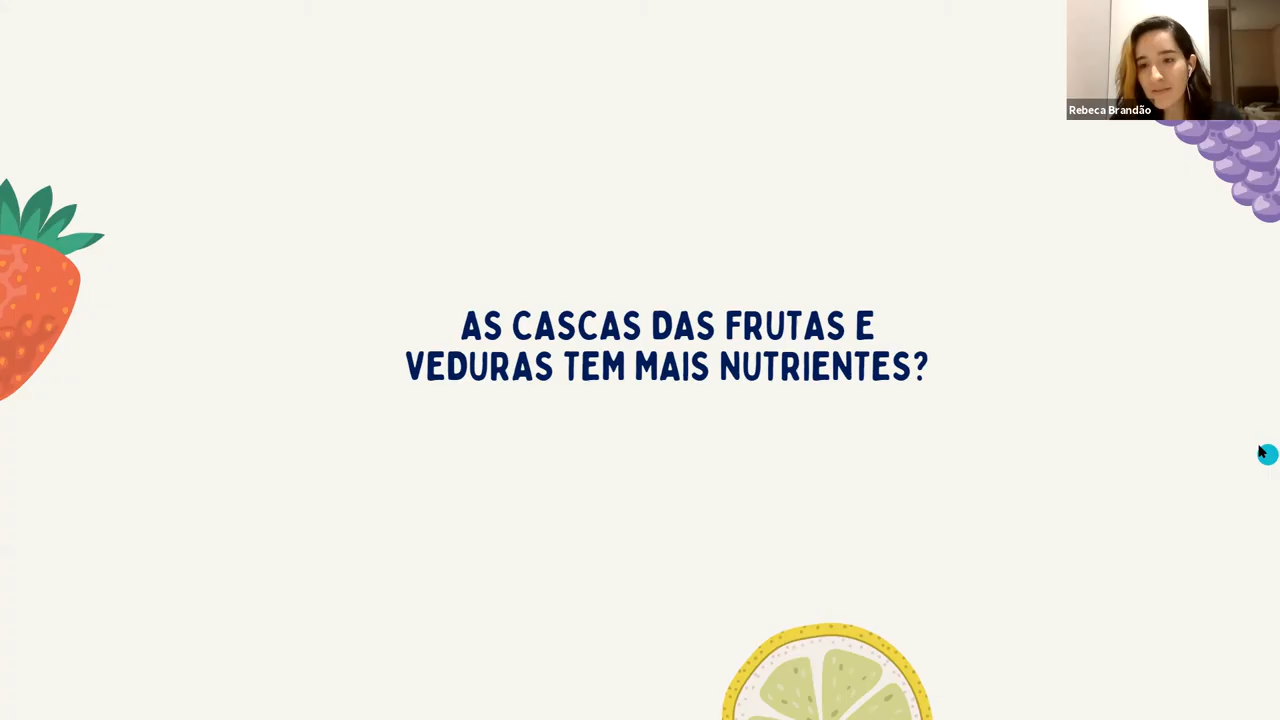 Rebeca Brandão
AS CASCAS DAS FRUTAS E
VEDURAS TEM MAIS NUTRIENTES?